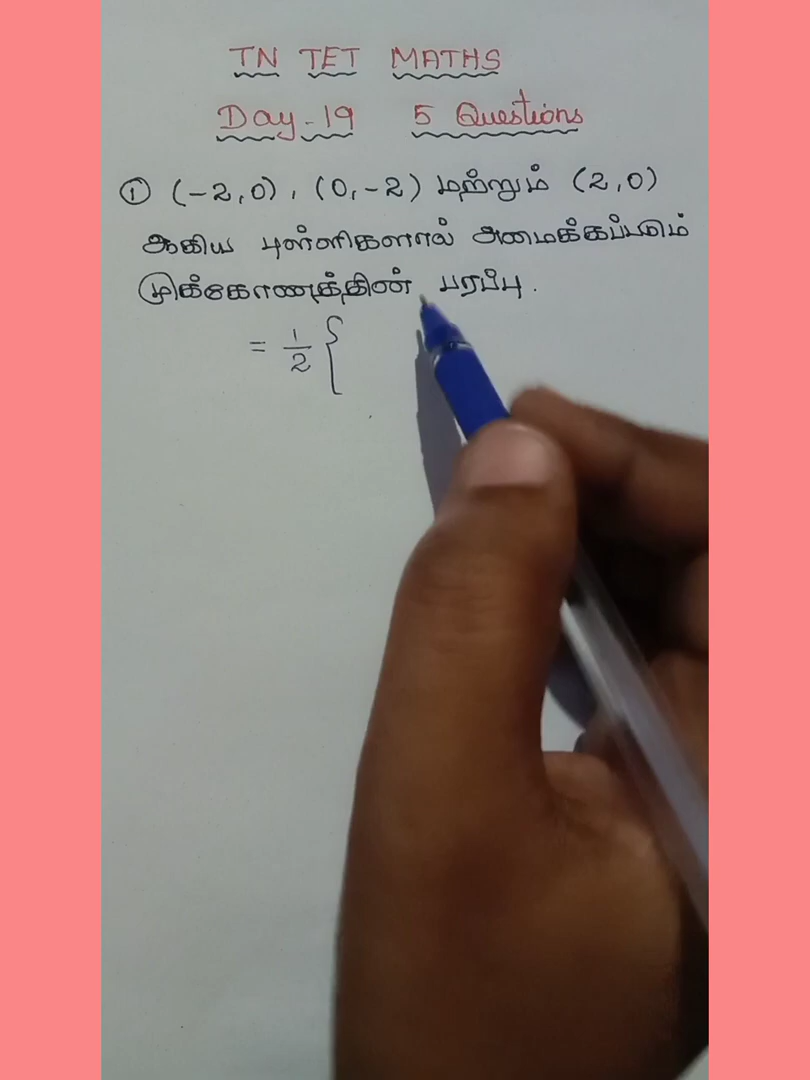 TN TET MATHS
Day-19 5 Questions
① (-2,0), (0,-2) மற்றும் (2,0)
ஆகிய புள்ளிகளால் அமைக்கப்படும்
முக்கோணத்தின் பரப்பு.
= 1/2 {